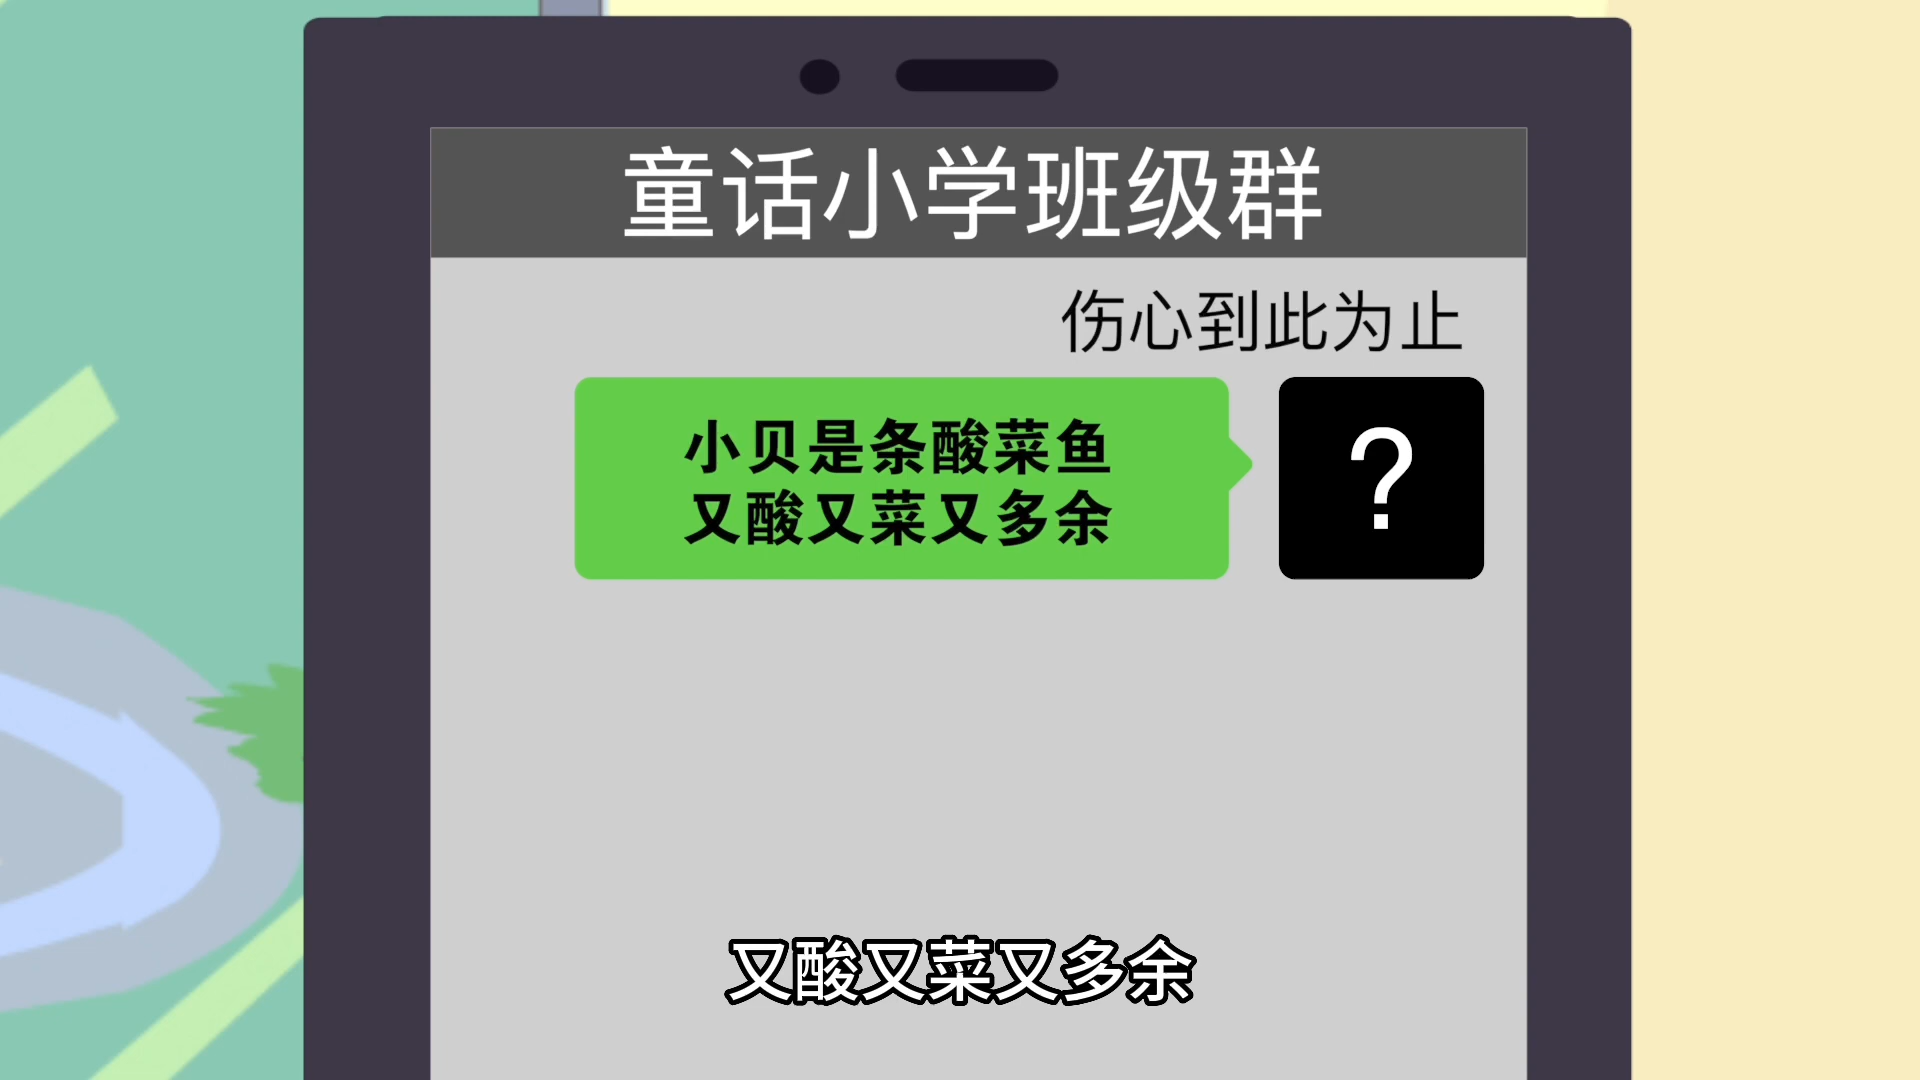 童话小学班级群
伤心到此为止
小贝是条酸菜鱼
又酸又菜又多余
?
又酸又菜又多余